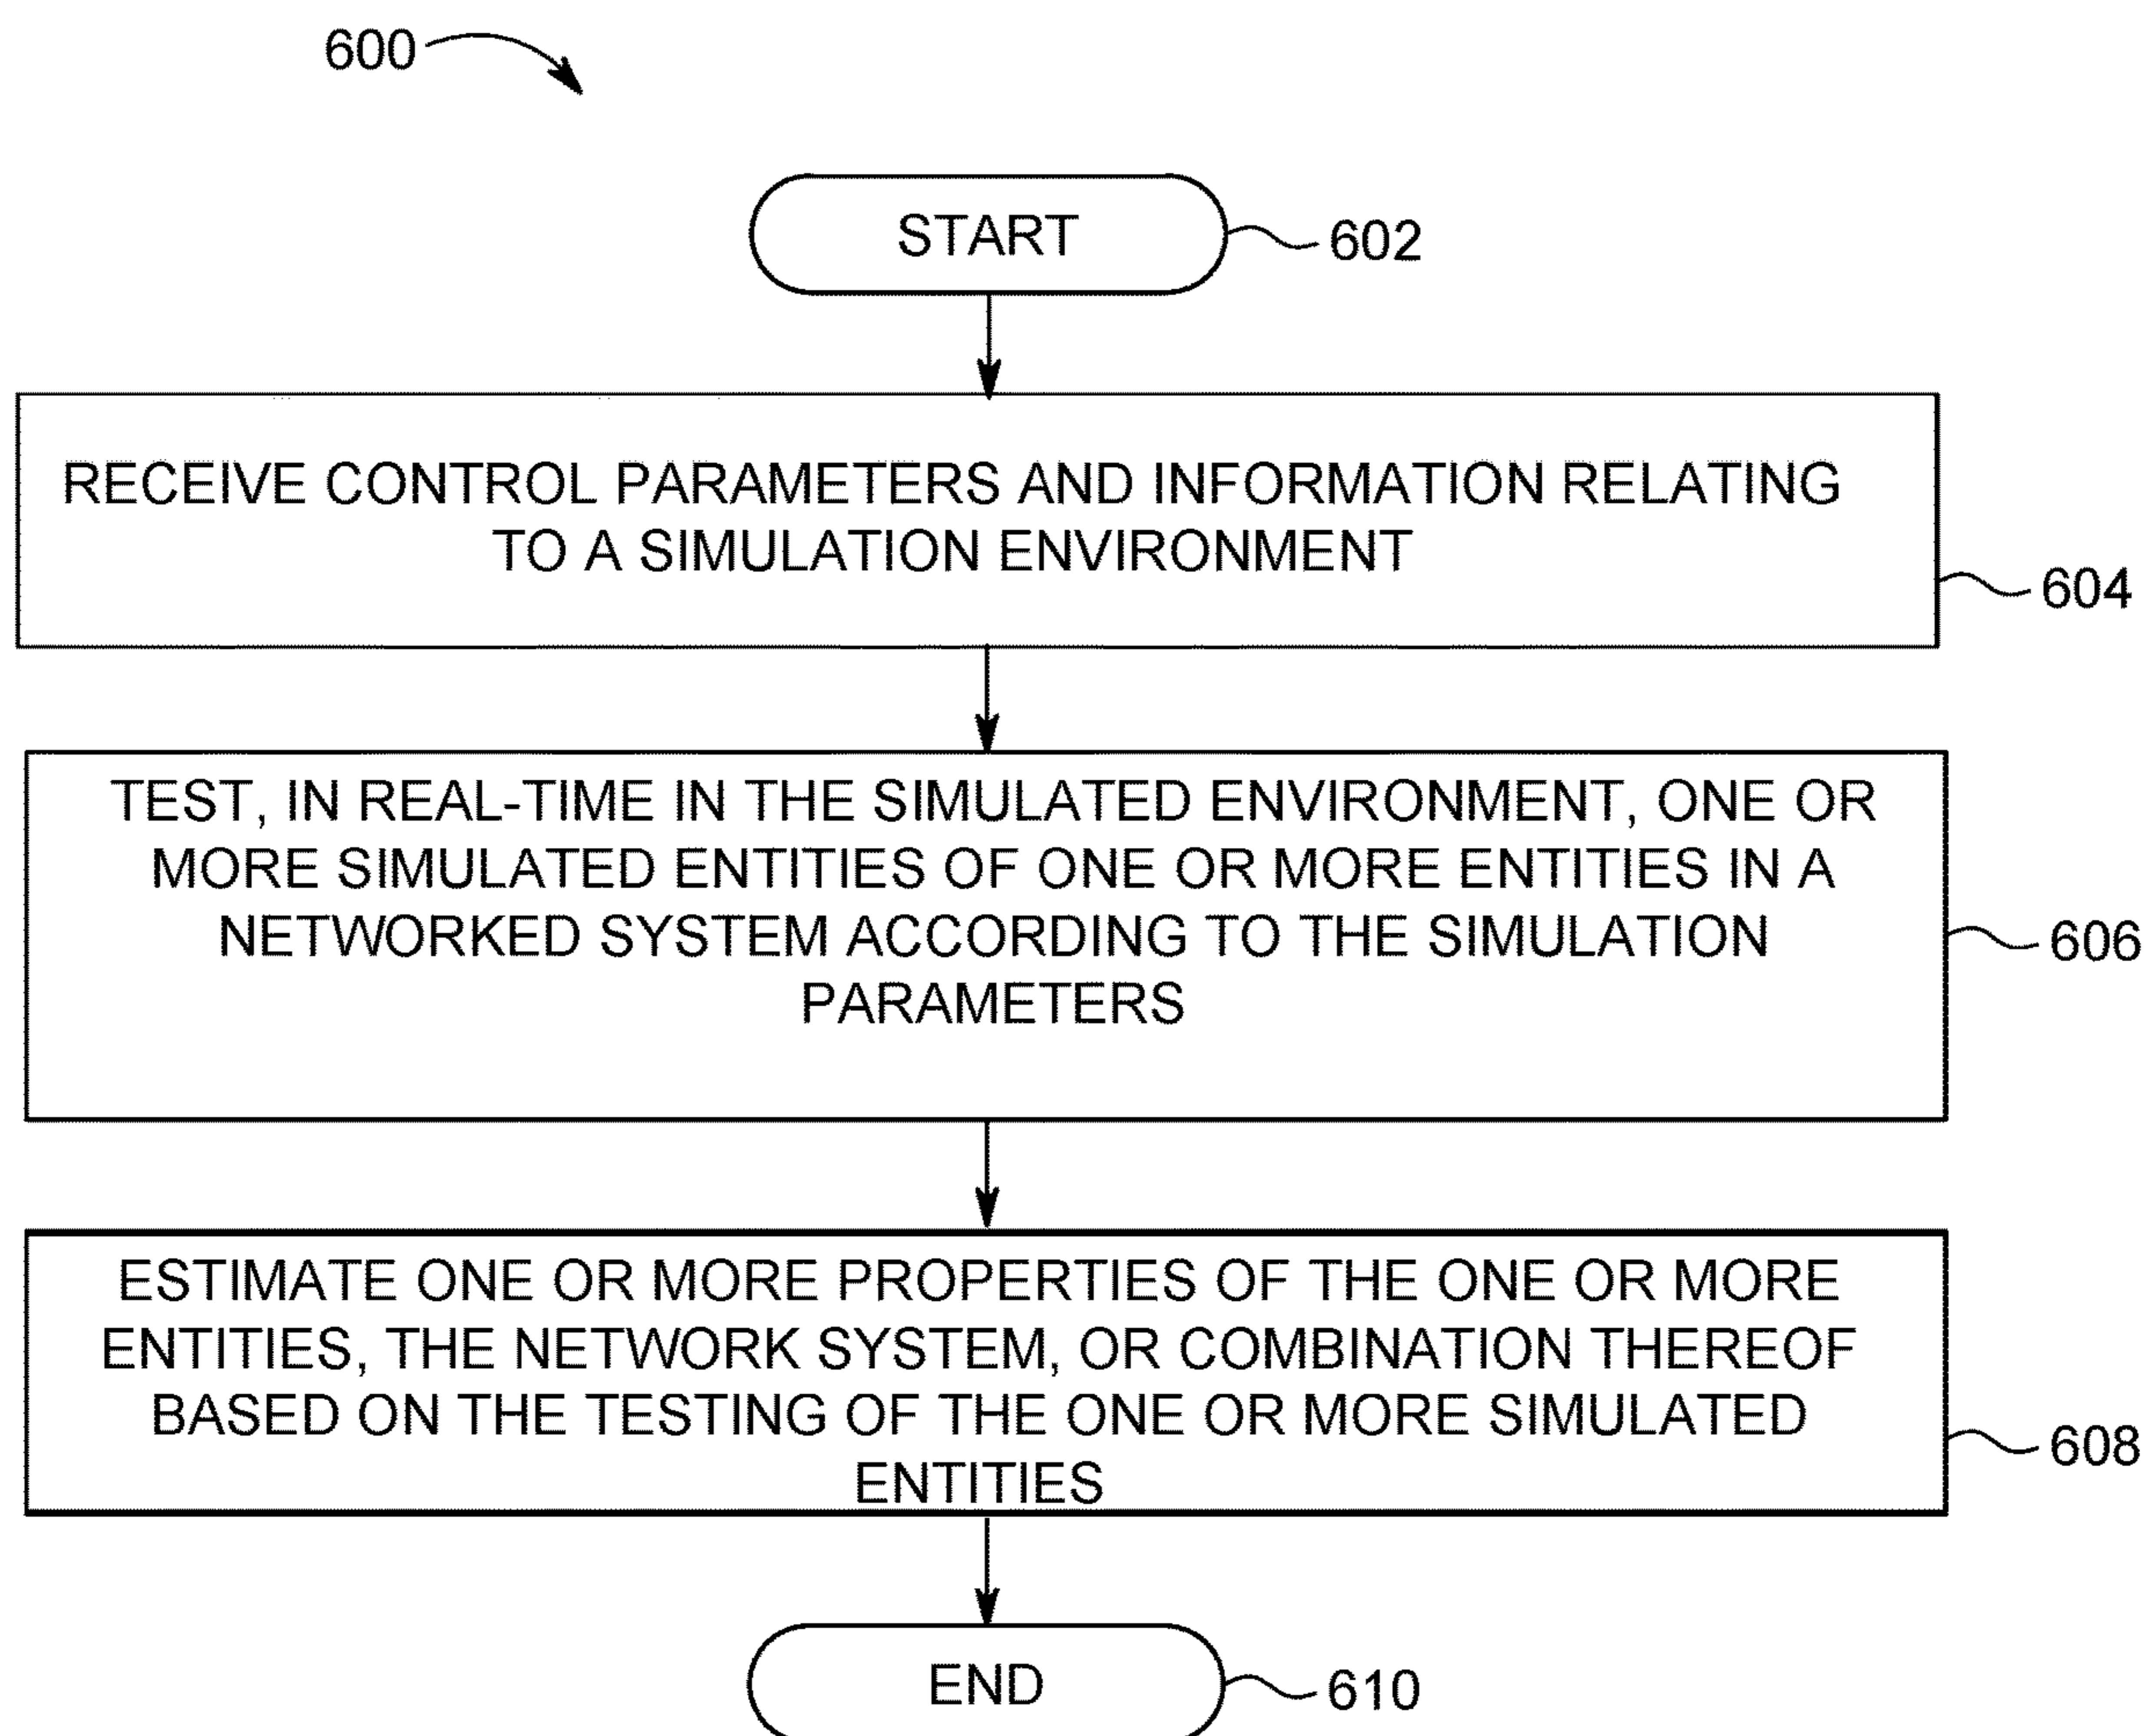 600
START
602
RECEIVE CONTROL PARAMETERS AND INFORMATION RELATING
TO A SIMULATION ENVIRONMENT
604
TEST, IN REAL-TIME IN THE SIMULATED ENVIRONMENT, ONE OR
MORE SIMULATED ENTITIES OF ONE OR MORE ENTITIES IN A
NETWORKED SYSTEM ACCORDING TO THE SIMULATION
PARAMETERS
606
ESTIMATE ONE OR MORE PROPERTIES OF THE ONE OR MORE
ENTITIES, THE NETWORK SYSTEM, OR COMBINATION THEREOF
BASED ON THE TESTING OF THE ONE OR MORE SIMULATED
ENTITIES
608
END
610